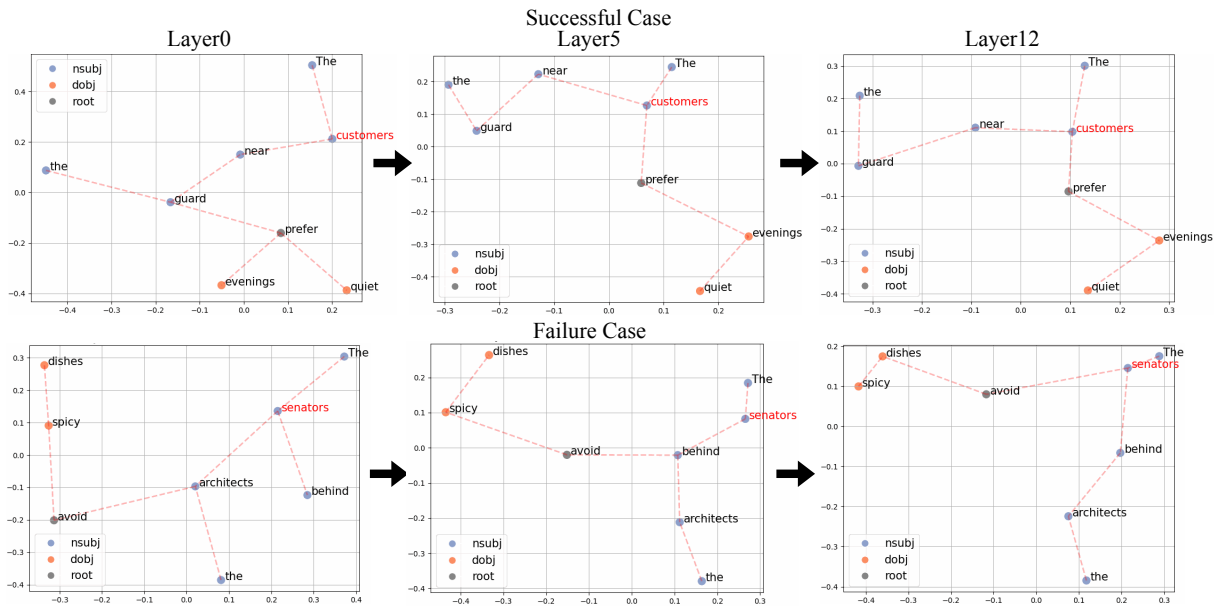 Successful Case
Layer0
Layer5
Layer12
nsubj
dobj
root
The
customers
near
the
guard
prefer
evenings
quiet
0.4
0.2
0.0
−0.2
−0.4
−0.4 −0.3 −0.2 −0.1 0.0 0.1 0.2 0.3
the
near
The
customers
guard
prefer
evenings
quiet
nsubj
dobj
root
0.2
0.1
0.0
−0.1
−0.2
−0.3
−0.4
−0.3 −0.2 −0.1 0.0 0.1 0.2
The
the
near
customers
guard
prefer
evenings
quiet
nsubj
dobj
root
0.3
0.2
0.1
0.0
−0.1
−0.2
−0.3
−0.4
−0.3 −0.2 −0.1 0.0 0.1 0.2 0.3
Failure Case
dishes
The
senators
spicy
architects
behind
avoid
the
nsubj
dobj
root
0.3
0.2
0.1
0.0
−0.1
−0.2
−0.3
−0.4
−0.3 −0.2 −0.1 0.0 0.1 0.2 0.3 0.4
dishes
The
spicy
senators
avoid
behind
architects
the
nsubj
dobj
root
0.2
0.1
0.0
−0.1
−0.2
−0.3
−0.4
−0.4 −0.3 −0.2 −0.1 0.0 0.1 0.2 0.3
dishes
The
senators
spicy
avoid
behind
architects
the
nsubj
dobj
root
0.2
0.1
0.0
−0.1
−0.2
−0.3
−0.4
−0.4 −0.3 −0.2 −0.1 0.0 0.1 0.2 0.3